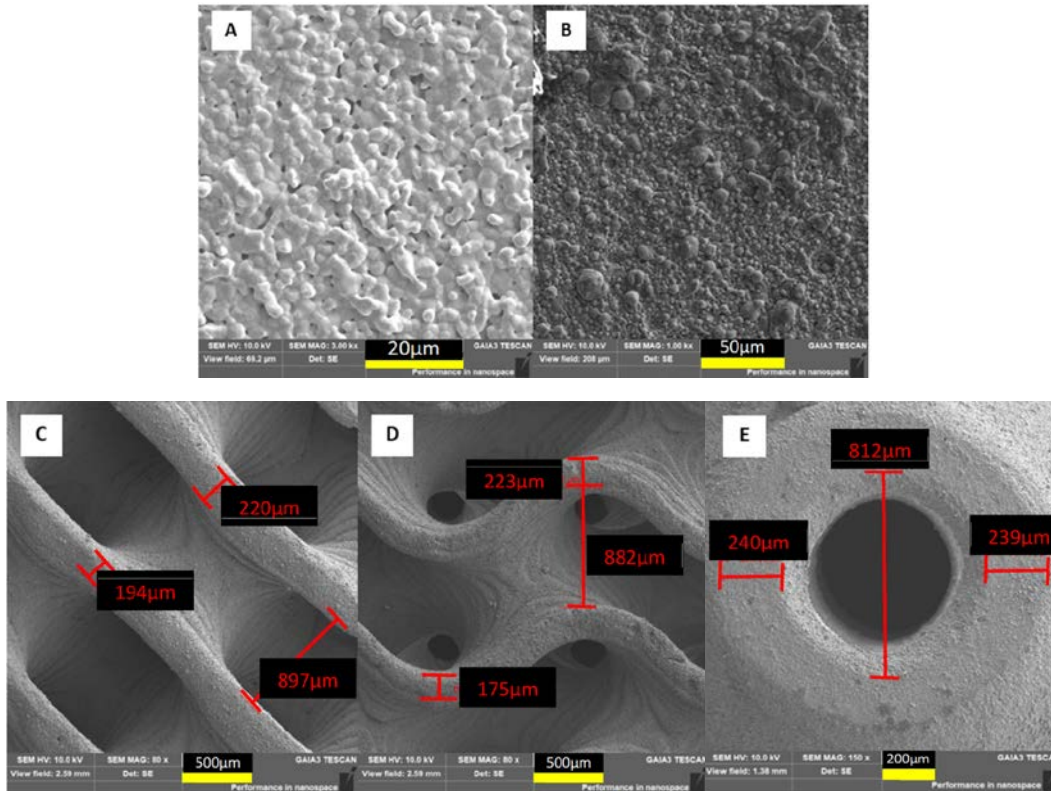 A
B
SEM HV: 10.0 kV
SEM MAG: 3.00 kx
20µm
GAIA3 TESCAN
View field: 69.2 µm
Det: SE
Performance in nanospace
SEM HV: 10.0 kV
SEM MAG: 1.00 kx
50µm
GAIA3 TESCAN
View field: 208 µm
Det: SE
Performance in nanospace
C
220µm
194µm
897µm
SEM HV: 10.0 kV
SEM MAG: 80 x
500µm
GAIA3 TESCAN
View field: 2.59 mm
Det: SE
Performance in nanospace
D
223µm
882µm
175µm
SEM HV: 10.0 kV
SEM MAG: 80 x
500µm
GAIA3 TESCAN
View field: 2.59 mm
Det: SE
Performance in nanospace
E
812µm
240µm
239µm
SEM HV: 10.0 kV
SEM MAG: 150 x
200µm
GAIA3 TESCAN
View field: 1.38 mm
Det: SE
Performance in nanospace